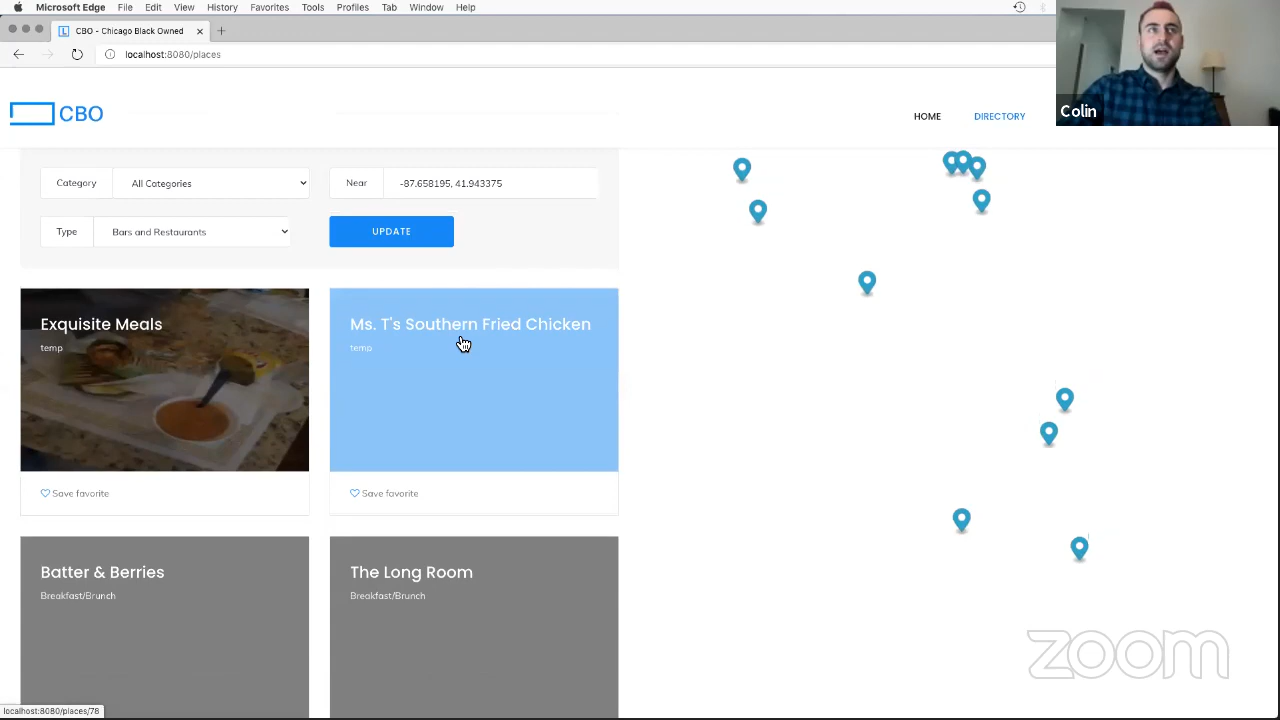 Microsoft Edge File Edit View History Favorites Tools Profiles Tab Window Help
CBO - Chicago Black Owned
localhost:8080/places
CBO
HOME DIRECTORY
Colin
Category All Categories
Near -87.658195, 41.943375
Type Bars and Restaurants
UPDATE
Exquisite Meals
temp
Save favorite
Ms. T's Southern Fried Chicken
temp
Save favorite
Batter & Berries
Breakfast/Brunch
The Long Room
Breakfast/Brunch
zoom
localhost:8080/places/78